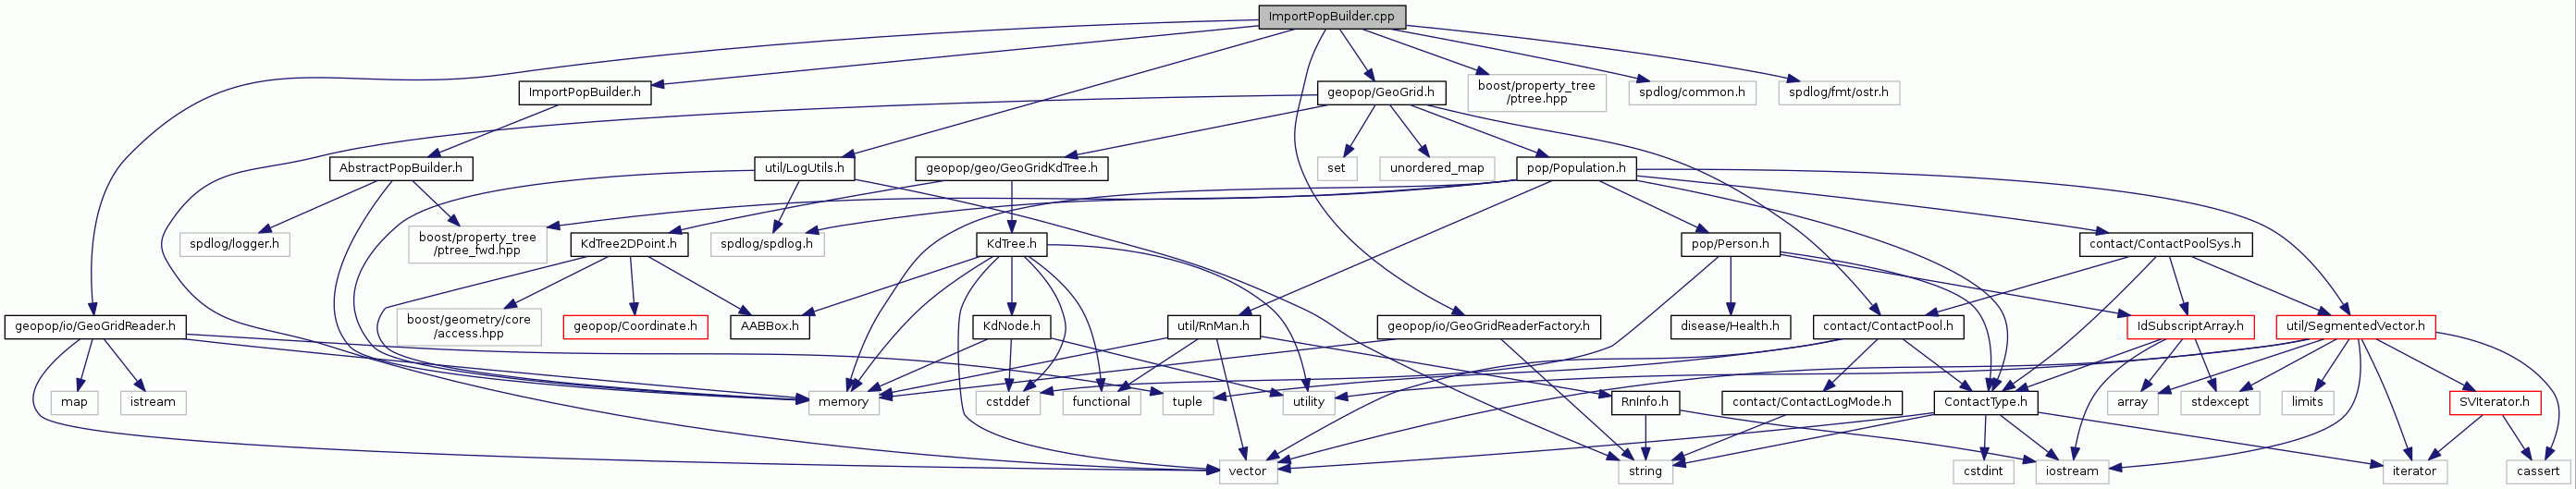 ImportPopBuilder.cpp
ImportPopBuilder.h
geopop/GeoGrid.h
boost/property_tree
/ptree.hpp
spdlog/common.h
spdlog/fmt/ostr.h
AbstractPopBuilder.h
util/LogUtils.h
geopop/geo/GeoGridKdTree.h
set
unordered_map
pop/Population.h
spdlog/logger.h
boost/property_tree
/ptree_fwd.hpp
KdTree2DPoint.h
spdlog/spdlog.h
KdTree.h
pop/Person.h
contact/ContactPoolSys.h
geopop/io/GeoGridReader.h
boost/geometry/core
/access.hpp
geopop/Coordinate.h
AABBox.h
KdNode.h
util/RnMan.h
geopop/io/GeoGridReaderFactory.h
disease/Health.h
contact/ContactPool.h
IdSubscriptArray.h
util/SegmentedVector.h
map
istream
memory
cstddef
functional
tuple
utility
RnInfo.h
contact/ContactLogMode.h
ContactType.h
array
stdexcept
limits
SVIterator.h
vector
string
cstdint
iostream
iterator
cassert